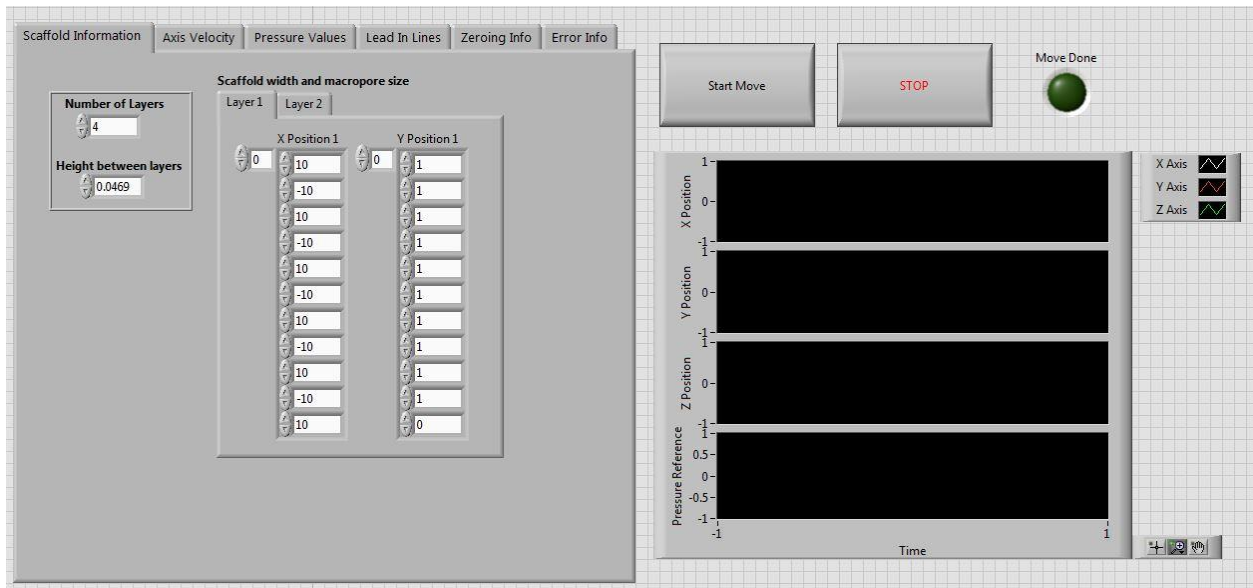 Scaffold Information Axis Velocity Pressure Values Lead In Lines Zeroing Info Error Info
Number of Layers
4
Height between layers
0.0469
Scaffold width and macropore size
Layer 1 Layer 2
X Position 1 Y Position 1
0 10 0 1
-10 1
10 1
-10 1
10 1
-10 1
10 1
-10 1
10 1
-10 1
10 0
Start Move STOP
Move Done
X Position
1
0
-1
Y Position
1
0
-1
Z Position
1
0
-1
Pressure Reference
1
0.5
0
-0.5
-1
-1 1
Time
X Axis
Y Axis
Z Axis